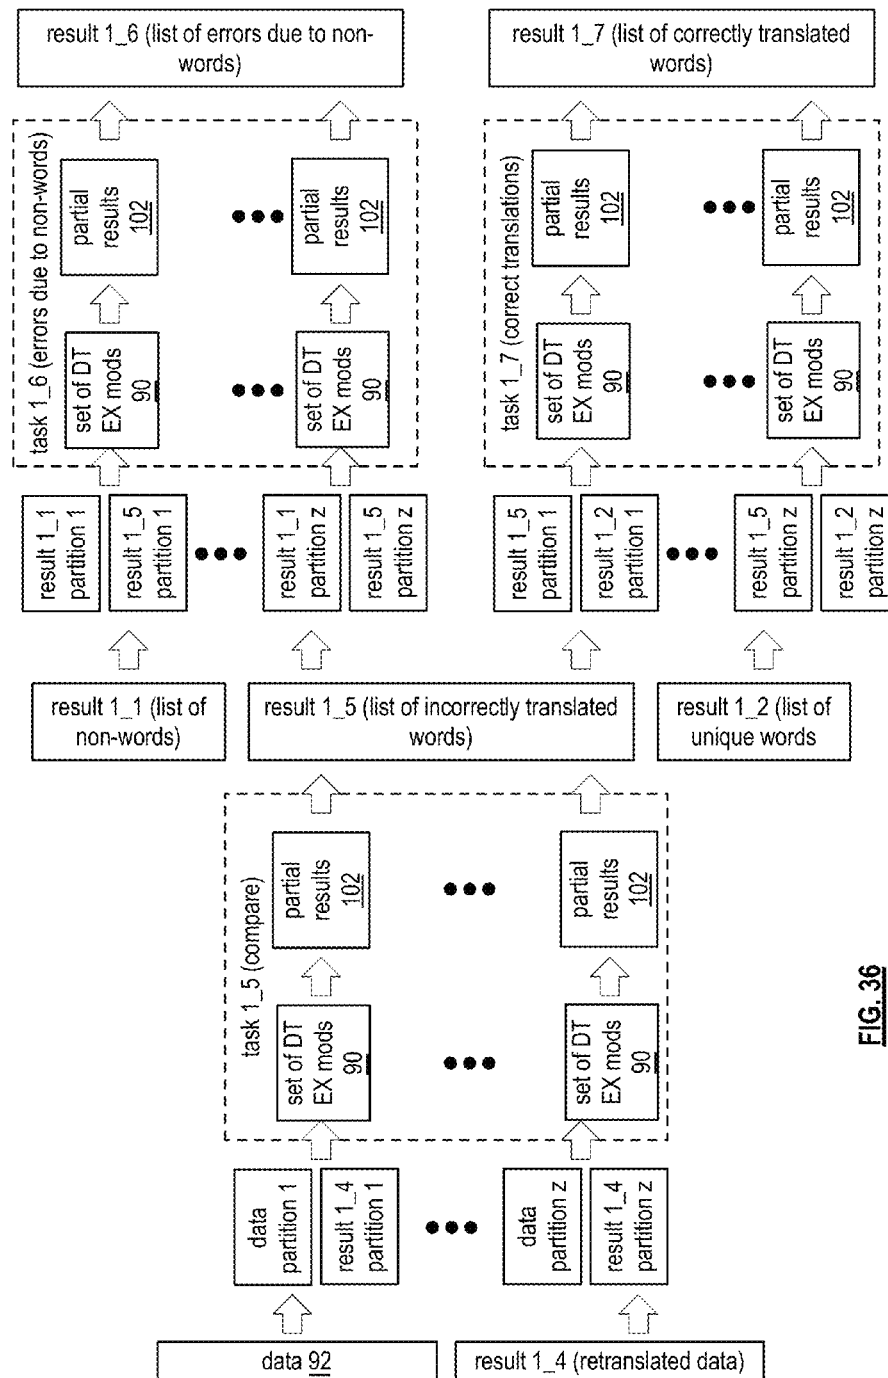 data 92
result 1_4 (retranslated data)
data
partition 1
result 1_4
partition 1
data
partition z
result 1_4
partition z
task 1_5 (compare)
set of DT
EX mods
90
partial
results
102
set of DT
EX mods
90
partial
results
102
result 1_1 (list of
non-words)
result 1_5 (list of incorrectly translated
words)
result 1_2 (list of
unique words
result 1_1
partition 1
result 1_5
partition 1
result 1_1
partition z
result 1_5
partition z
task 1_6 (errors due to non-words)
set of DT
EX mods
90
partial
results
102
set of DT
EX mods
90
partial
results
102
result 1_6 (list of errors due to non-
words)
result 1_5
partition 1
result 1_2
partition 1
result 1_5
partition z
result 1_2
partition z
task 1_7 (correct translations)
set of DT
EX mods
90
partial
results
102
set of DT
EX mods
90
partial
results
102
result 1_7 (list of correctly translated
words)
FIG. 36